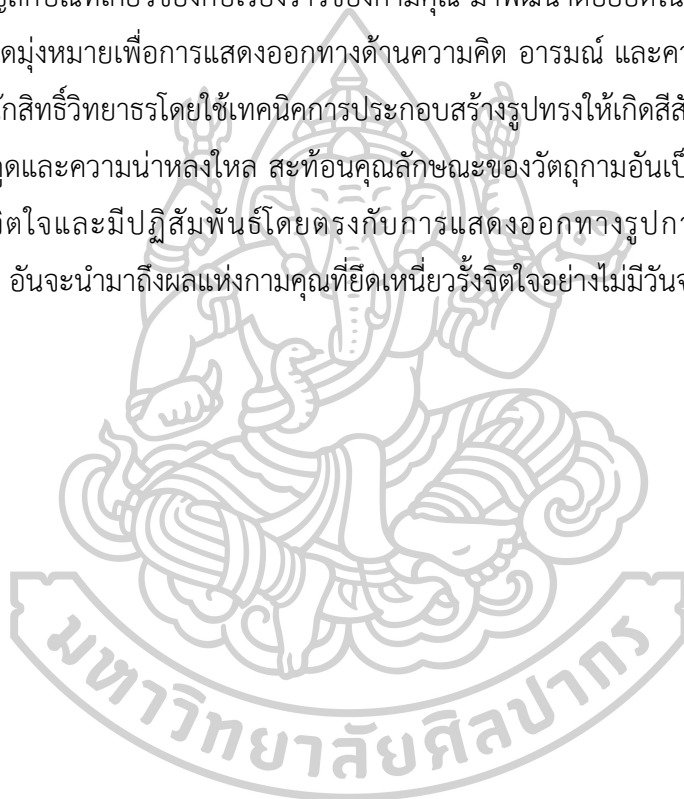 ดมุ่งหมายเพื่อการแสดงออกทางด้านความคิด อารมณ์ และคว
ักสิทธิ์วิทยาธรโดยใช้เทคนิคการประกอบสร้างรูปทรงให้เกิดสีสั
ูดและความน่าหลงใหล สะท้อนคุณลักษณะของวัตถุกามอันเป็
จิตใจและมีปฏิสัมพันธ์โดยตรงกับการแสดงออกทางรูปกา
อันจะนำมาถึงผลแห่งกามคุณที่ยึดเหนี่ยวรั้งจิตใจอย่างไม่มีวันจ
มหาวิทยาลัยศิลปากร